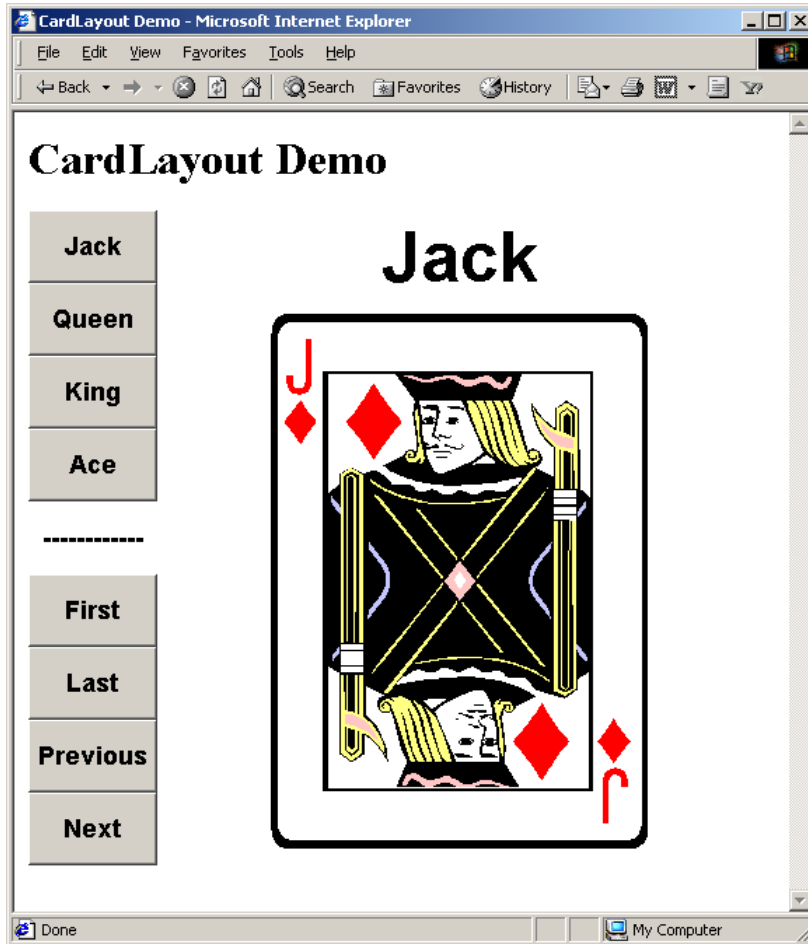 CardLayout Demo - Microsoft Internet Explorer
File Edit View Favorites Tools Help
Back Search Favorites History
CardLayout Demo
Jack
Queen
King
Ace
------------
First
Last
Previous
Next
Jack
J
J
Done My Computer